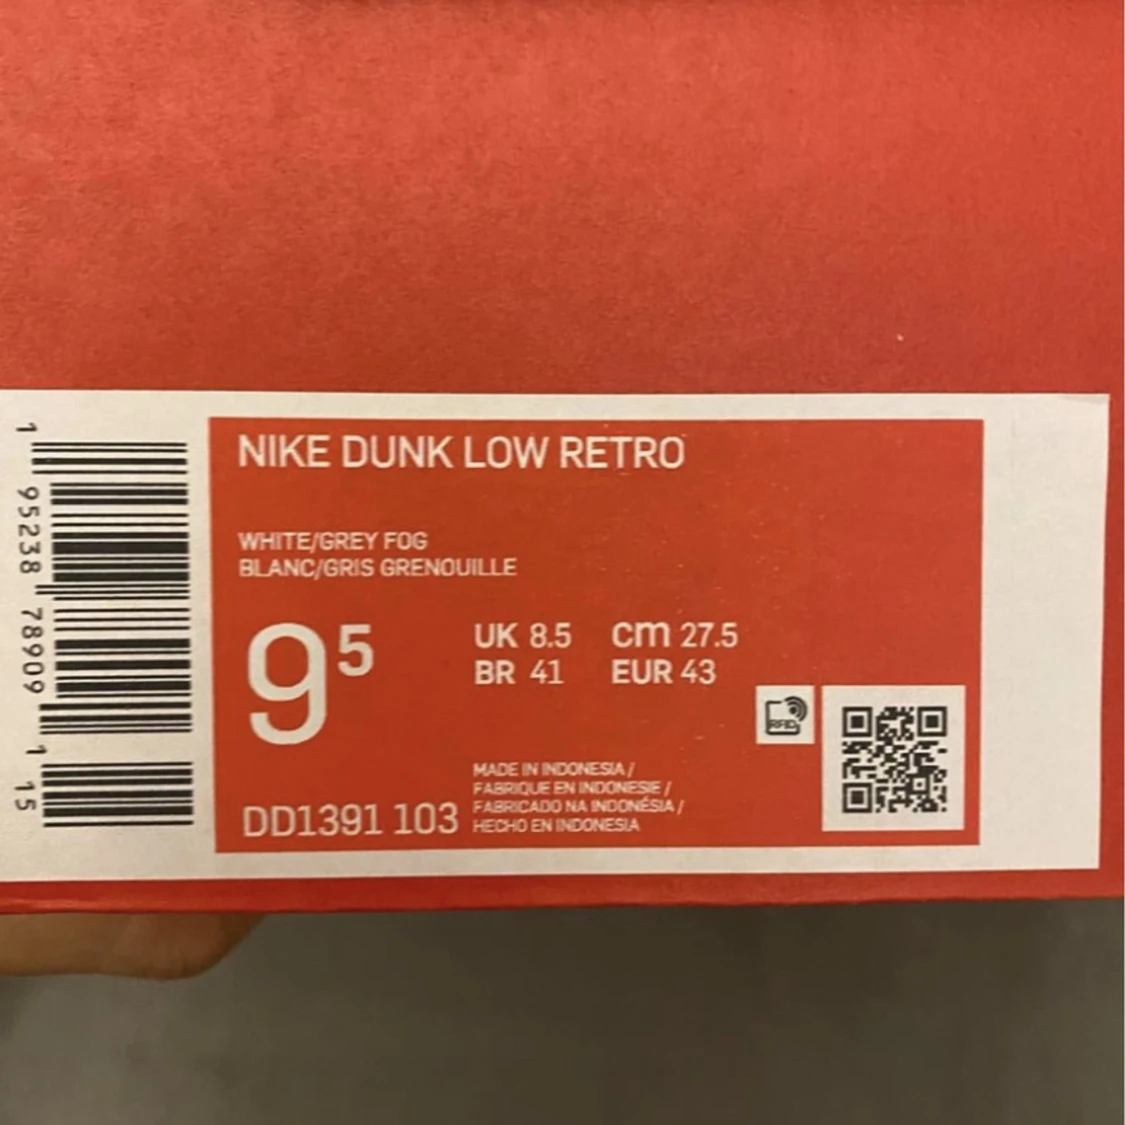 NIKE DUNK LOW RETRO
WHITE/GREY FOG
BLANC/GRIS GRENOUILLE
9⁵
UK 8.5 cm 27.5
BR 41 EUR 43
RFID
MADE IN INDONESIA /
FABRIQUE EN INDONESIE /
FABRICADO NA INDONÉSIA /
HECHO EN INDONESIA
DD1391 103
1 95238 78909 1 15